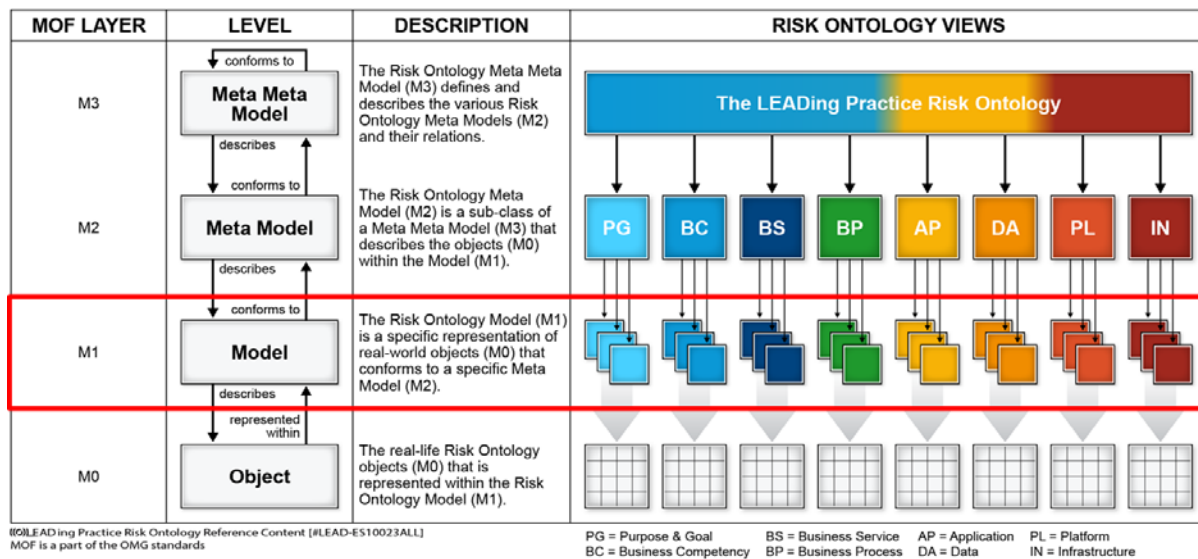 MOF LAYER
LEVEL
DESCRIPTION
RISK ONTOLOGY VIEWS
M3
conforms to
Meta Meta
Model
describes
conforms to
The Risk Ontology Meta Meta
Model (M3) defines and
describes the various Risk
Ontology Meta Models (M2)
and their relations.
The LEADing Practice Risk Ontology
M2
Meta Model
describes
conforms to
The Risk Ontology Meta
Model (M2) is a sub-class of
a Meta Meta Model (M3) that
describes the objects (M0)
within the Model (M1).
PG
BC
BS
BP
AP
DA
PL
IN
M1
Model
describes
represented
within
The Risk Ontology Model (M1)
is a specific representation of
real-world objects (M0) that
conforms to a specific Meta
Model (M2).
M0
Object
The real-life Risk Ontology
objects (M0) that is
represented within the Risk
Ontology Model (M1).
LEADing Practice Risk Ontology Reference Content [#LEAD-ES10023ALL]
MOF is a part of the OMG standards
PG = Purpose & Goal
BC = Business Competency
BS = Business Service
BP = Business Process
AP = Application
DA = Data
PL = Platform
IN = Infrastructure